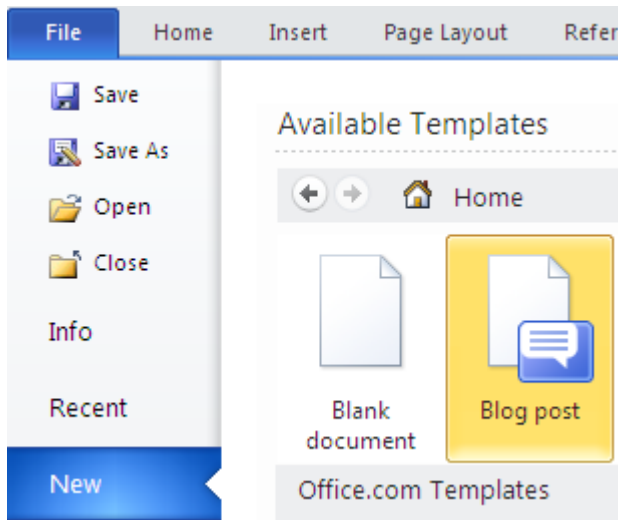 File Home Insert Page Layout Refer
Save
Save As
Open
Close
Info
Recent
New
Available Templates
Home
Blank
document
Blog post
Office.com Templates